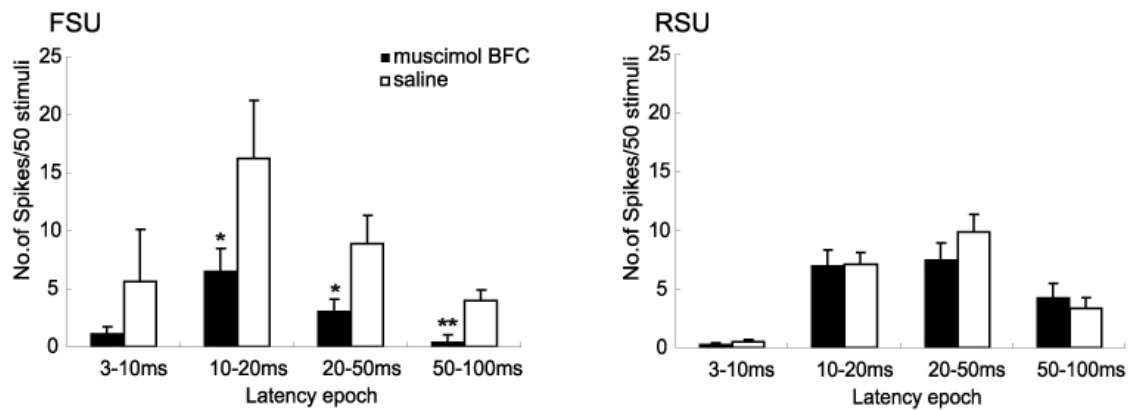 FSU
No.of Spikes/50 stimuli
25
20
15
10
5
0
muscimol BFC
saline
*
*
**
3-10ms 10-20ms 20-50ms 50-100ms
Latency epoch
RSU
No.of Spikes/50 stimuli
25
20
15
10
5
0
3-10ms 10-20ms 20-50ms 50-100ms
Latency epoch